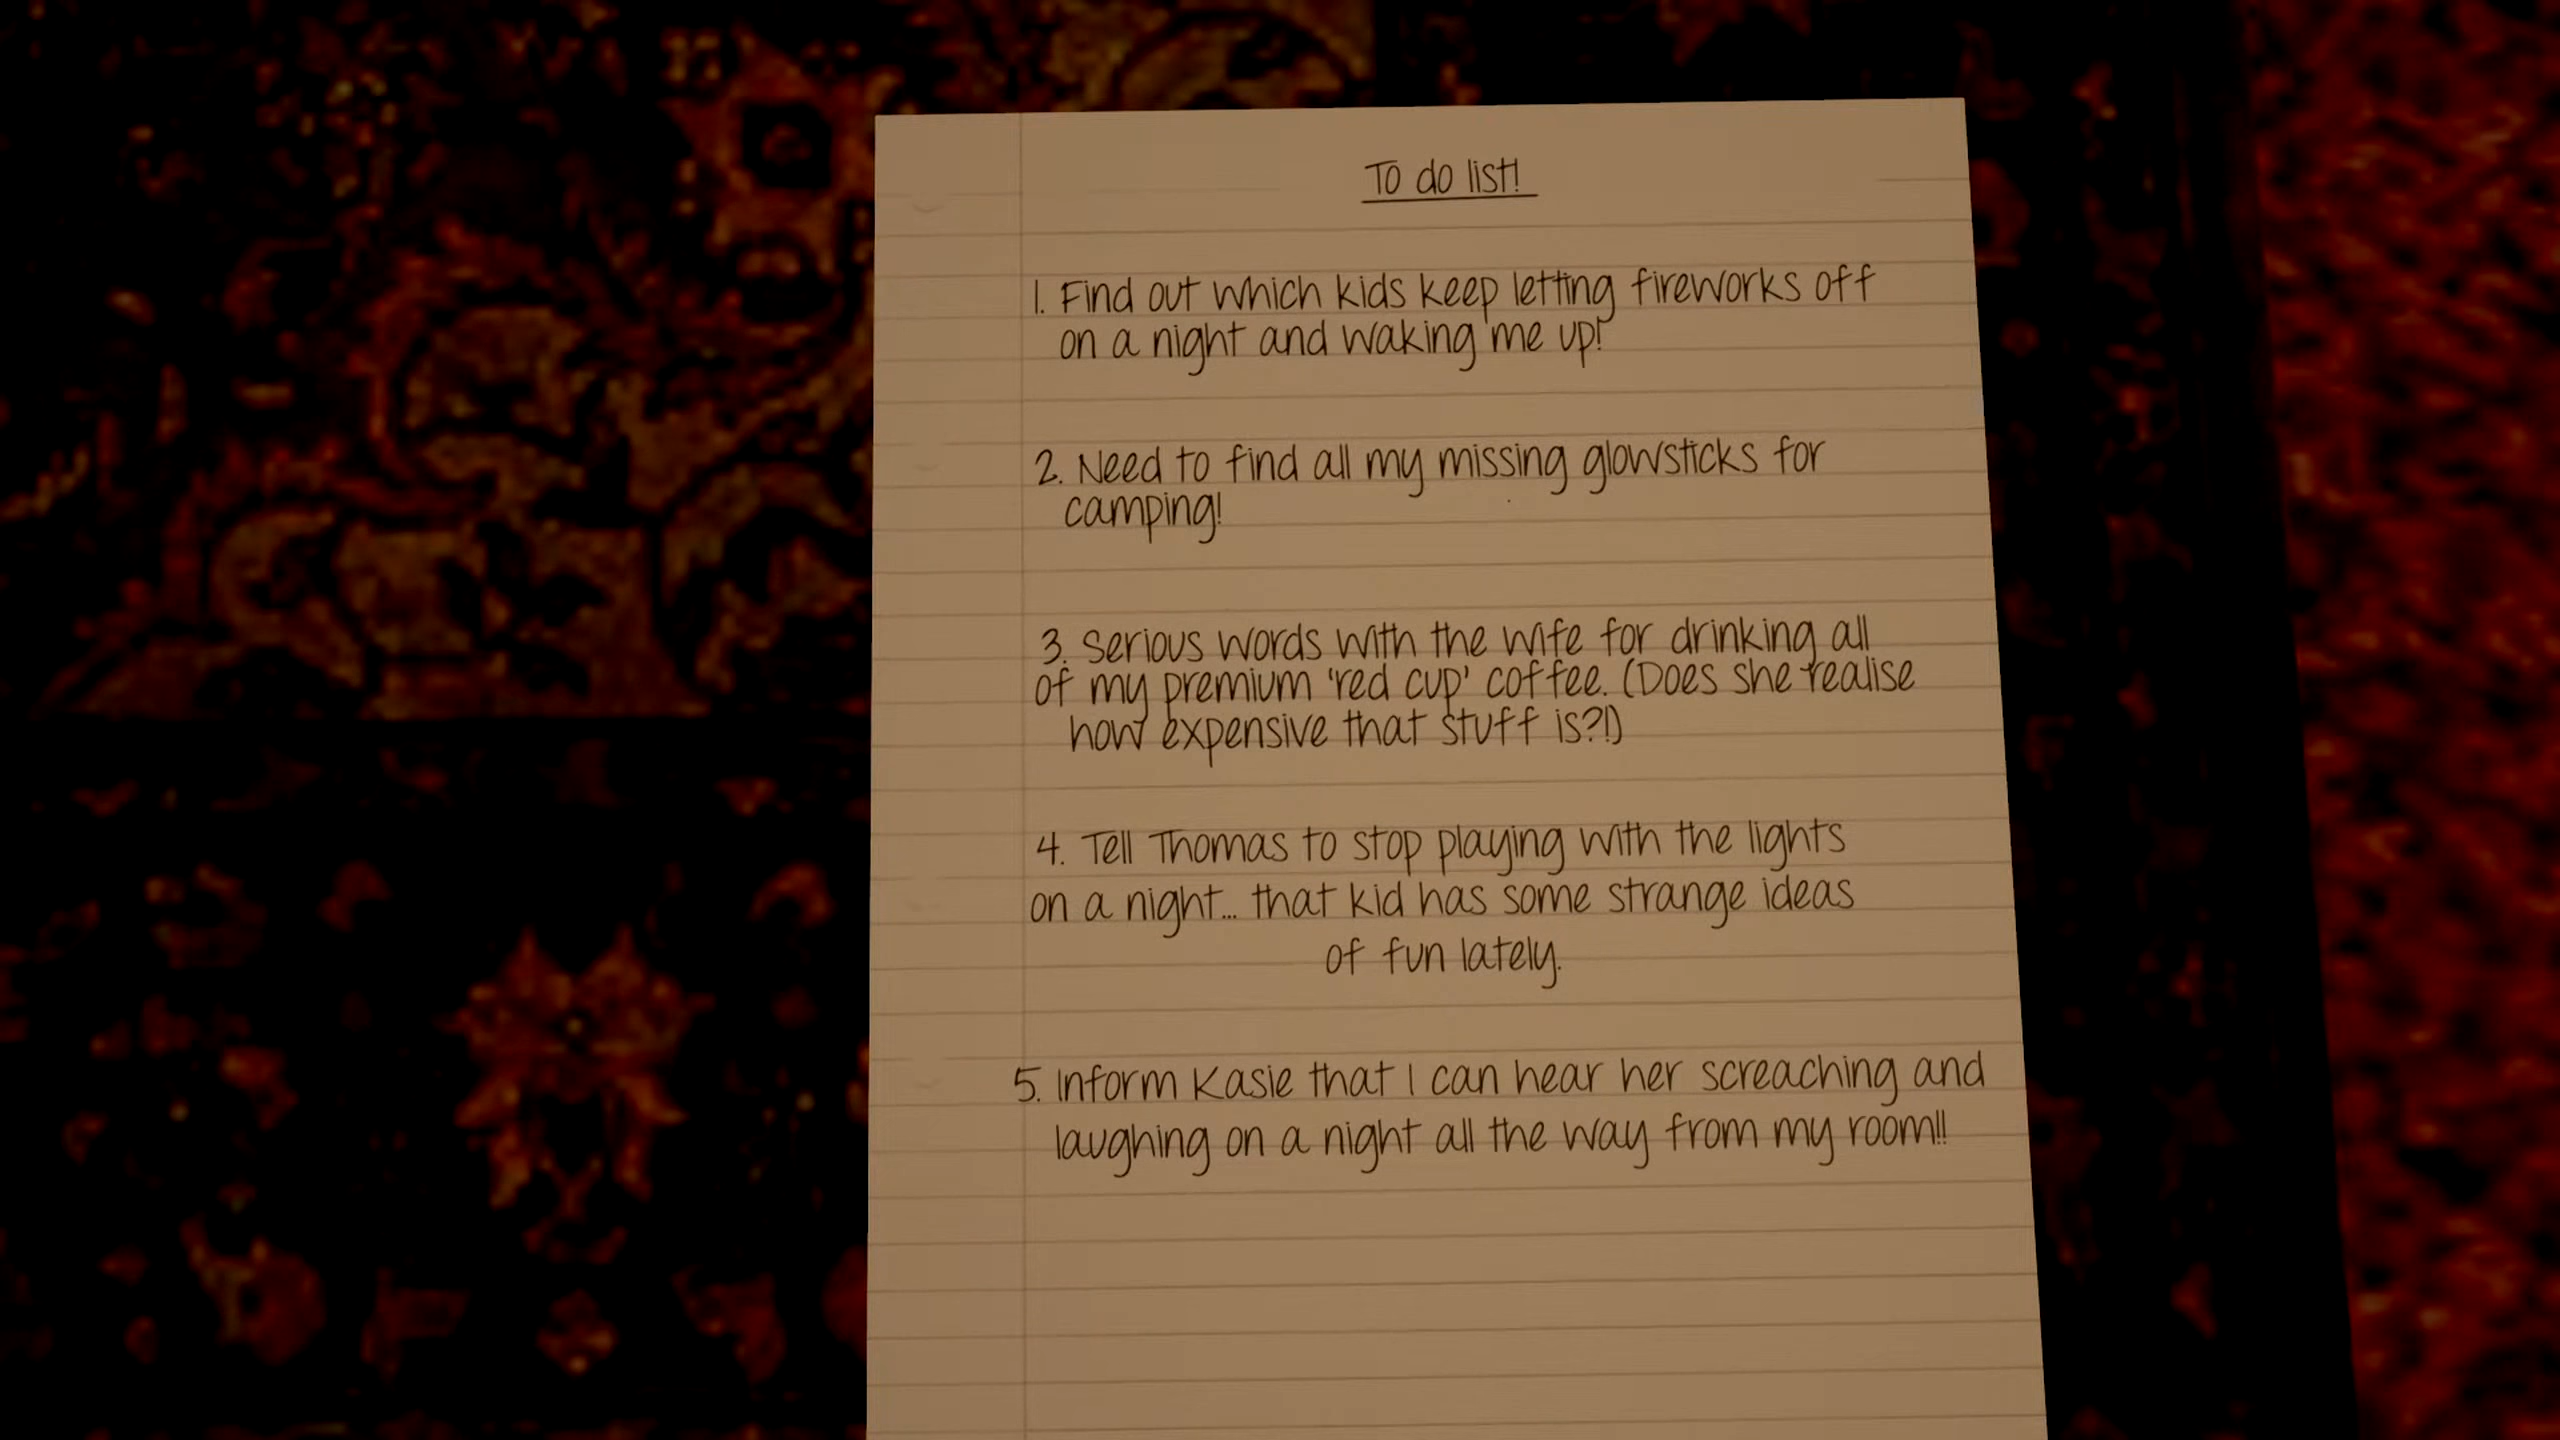 To do list!
1. Find out which kids keep letting fireworks off
on a night and waking me up!
2. Need to find all my missing glowsticks for
camping!
3. Serious words with the wife for drinking all
of my premium 'red cup' coffee. (Does she realise
how expensive that stuff is?!)
4. Tell Thomas to stop playing with the lights
on a night... that kid has some strange ideas
of fun lately.
5. Inform Kasie that I can hear her screaching and
laughing on a night all the way from my room!!